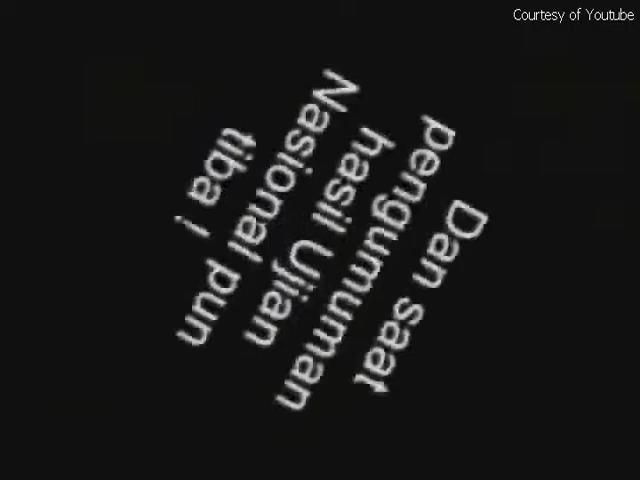 Courtesy of Youtube
Dan saat
pengumuman
hasil Ujian
Nasional pun
tiba !